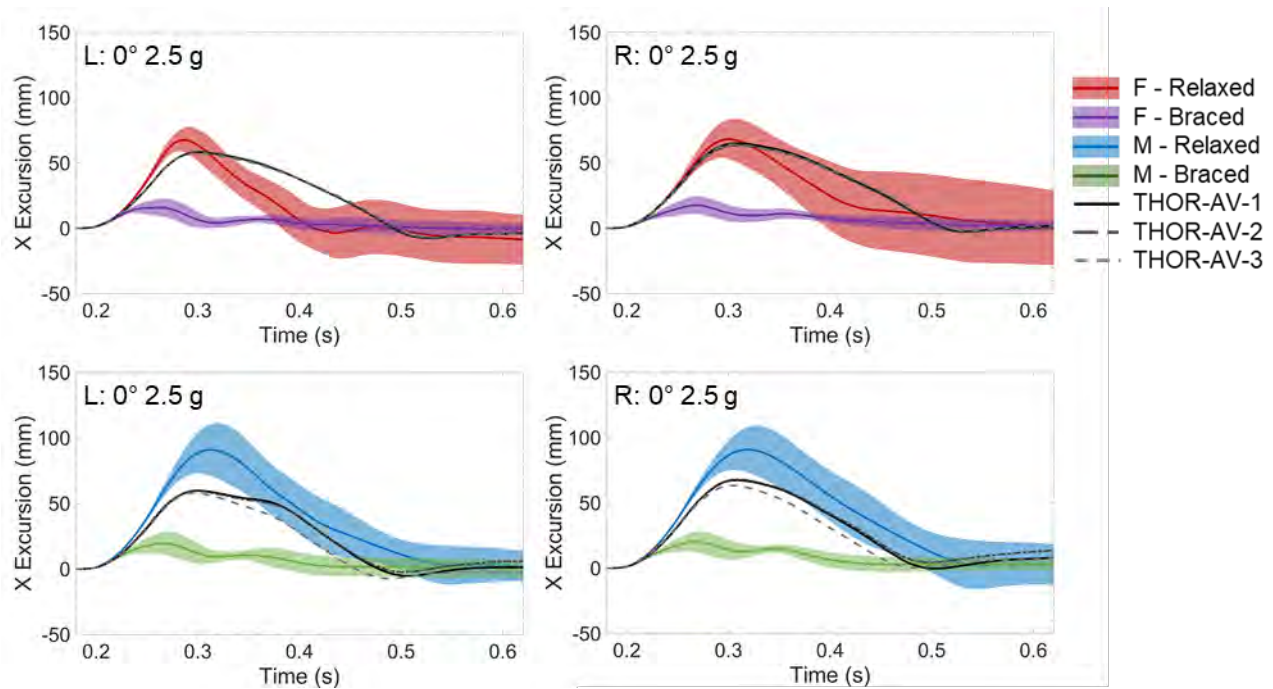 L: 0° 2.5 g
150
100
50
0
-50
X Excursion (mm)
0.2 0.3 0.4 0.5 0.6
Time (s)
R: 0° 2.5 g
150
100
50
0
-50
X Excursion (mm)
0.2 0.3 0.4 0.5 0.6
Time (s)
F - Relaxed
F - Braced
M - Relaxed
M - Braced
THOR-AV-1
THOR-AV-2
THOR-AV-3
L: 0° 2.5 g
150
100
50
0
-50
X Excursion (mm)
0.2 0.3 0.4 0.5 0.6
Time (s)
R: 0° 2.5 g
150
100
50
0
-50
X Excursion (mm)
0.2 0.3 0.4 0.5 0.6
Time (s)